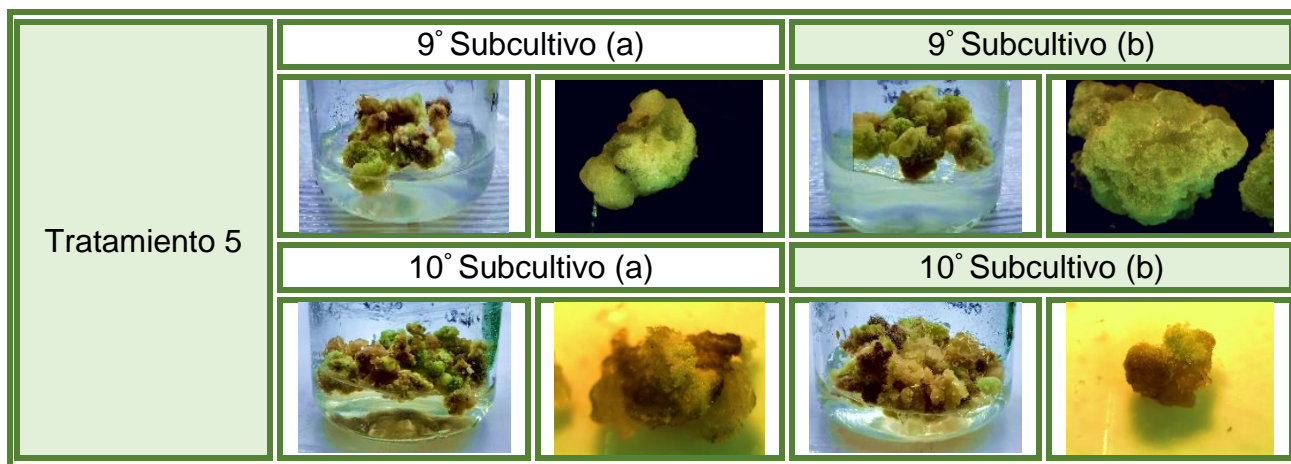 9° Subcultivo (a)
9° Subcultivo (b)
Tratamiento 5
10° Subcultivo (a)
10° Subcultivo (b)